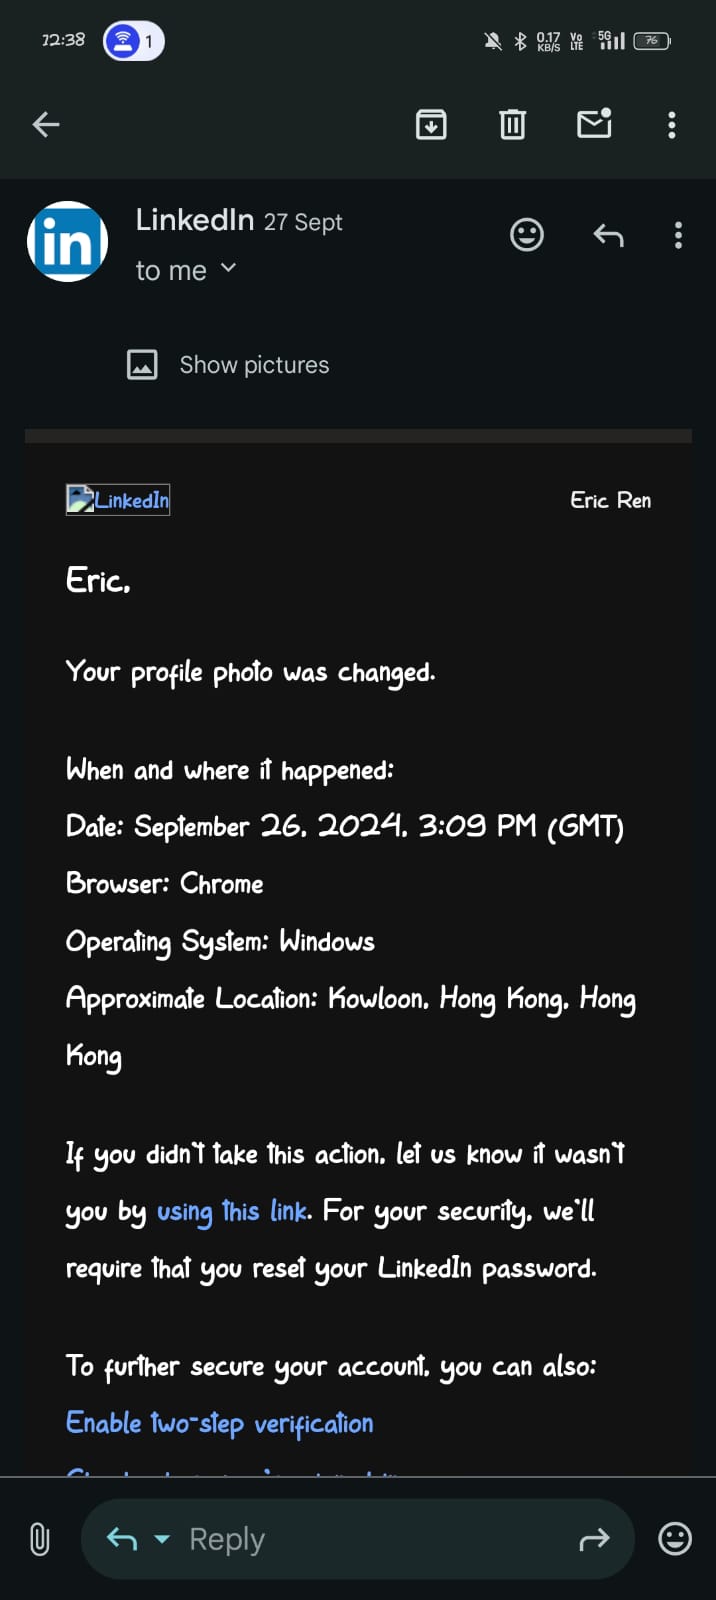 12:38
1
0.17 KB/S
Vo LTE
5G
76
LinkedIn 27 Sept
to me
Show pictures
LinkedIn
Eric Ren
Eric,
Your profile photo was changed.
When and where it happened:
Date: September 26, 2024, 3:09 PM (GMT)
Browser: Chrome
Operating System: Windows
Approximate Location: Kowloon, Hong Kong, Hong
Kong
If you didn't take this action, let us know it wasn't
you by using this link. For your security, we'll
require that you reset your LinkedIn password.
To further secure your account, you can also:
Enable two-step verification
Reply